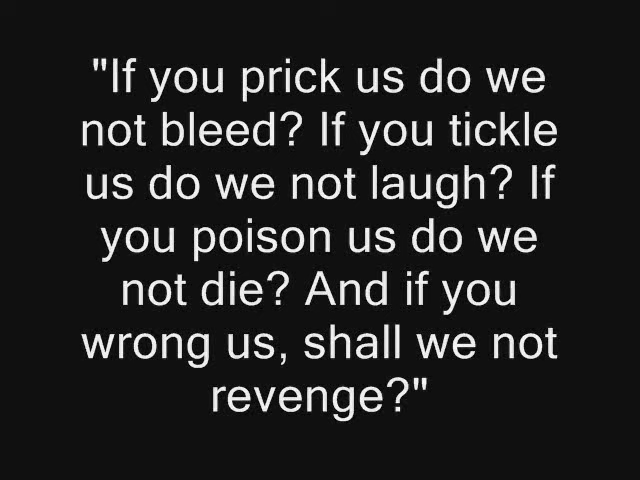 "If you prick us do we
not bleed? If you tickle
us do we not laugh? If
you poison us do we
not die? And if you
wrong us, shall we not
revenge?"